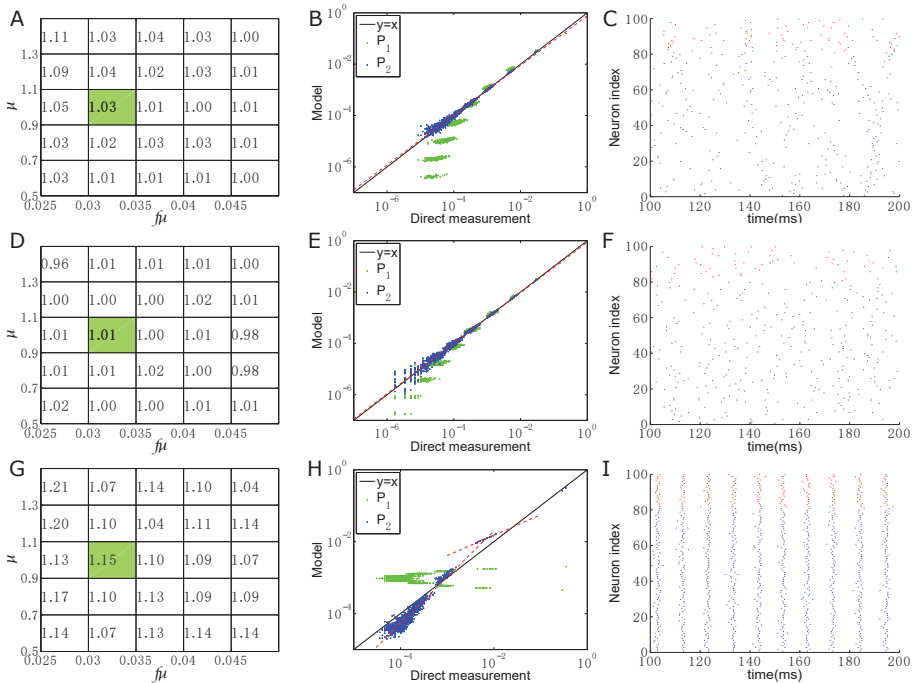 A
1.3
1.1
0.9
0.7
0.5
μ
1.11 1.03 1.04 1.03 1.00
1.09 1.04 1.02 1.03 1.01
1.05 1.03 1.01 1.00 1.01
1.03 1.02 1.03 1.03 1.01
1.03 1.01 1.01 1.00 1.01
0.025 0.03 0.035 0.04 0.045
fμ
B
y=x
P1
P2
Model
10^0
10^-2
10^-4
10^-6
10^-6 10^-4 10^-2 10^0
Direct measurement
C
Neuron index
100
80
60
40
20
0
100 120 140 160 180 200
time(ms)
D
1.3
1.1
0.9
0.7
0.5
μ
0.96 1.01 1.01 1.01 1.00
1.00 1.00 1.00 1.02 1.01
1.01 1.01 1.00 1.01 0.98
1.01 1.01 1.02 1.00 0.98
1.02 1.00 1.00 1.01 1.01
0.025 0.03 0.035 0.04 0.045
fμ
E
y=x
P1
P2
Model
10^0
10^-2
10^-4
10^-6
10^-6 10^-4 10^-2 10^0
Direct measurement
F
Neuron index
100
80
60
40
20
0
100 120 140 160 180 200
time(ms)
G
1.3
1.1
0.9
0.7
0.5
μ
1.21 1.07 1.14 1.10 1.04
1.20 1.10 1.04 1.11 1.14
1.13 1.15 1.10 1.09 1.07
1.17 1.10 1.13 1.09 1.09
1.14 1.07 1.13 1.14 1.14
0.025 0.03 0.035 0.04 0.045
fμ
H
y=x
P1
P2
Model
10^0
10^-2
10^-4
10^-4 10^-2 10^0
Direct measurement
I
Neuron index
100
80
60
40
20
0
100 120 140 160 180 200
time(ms)